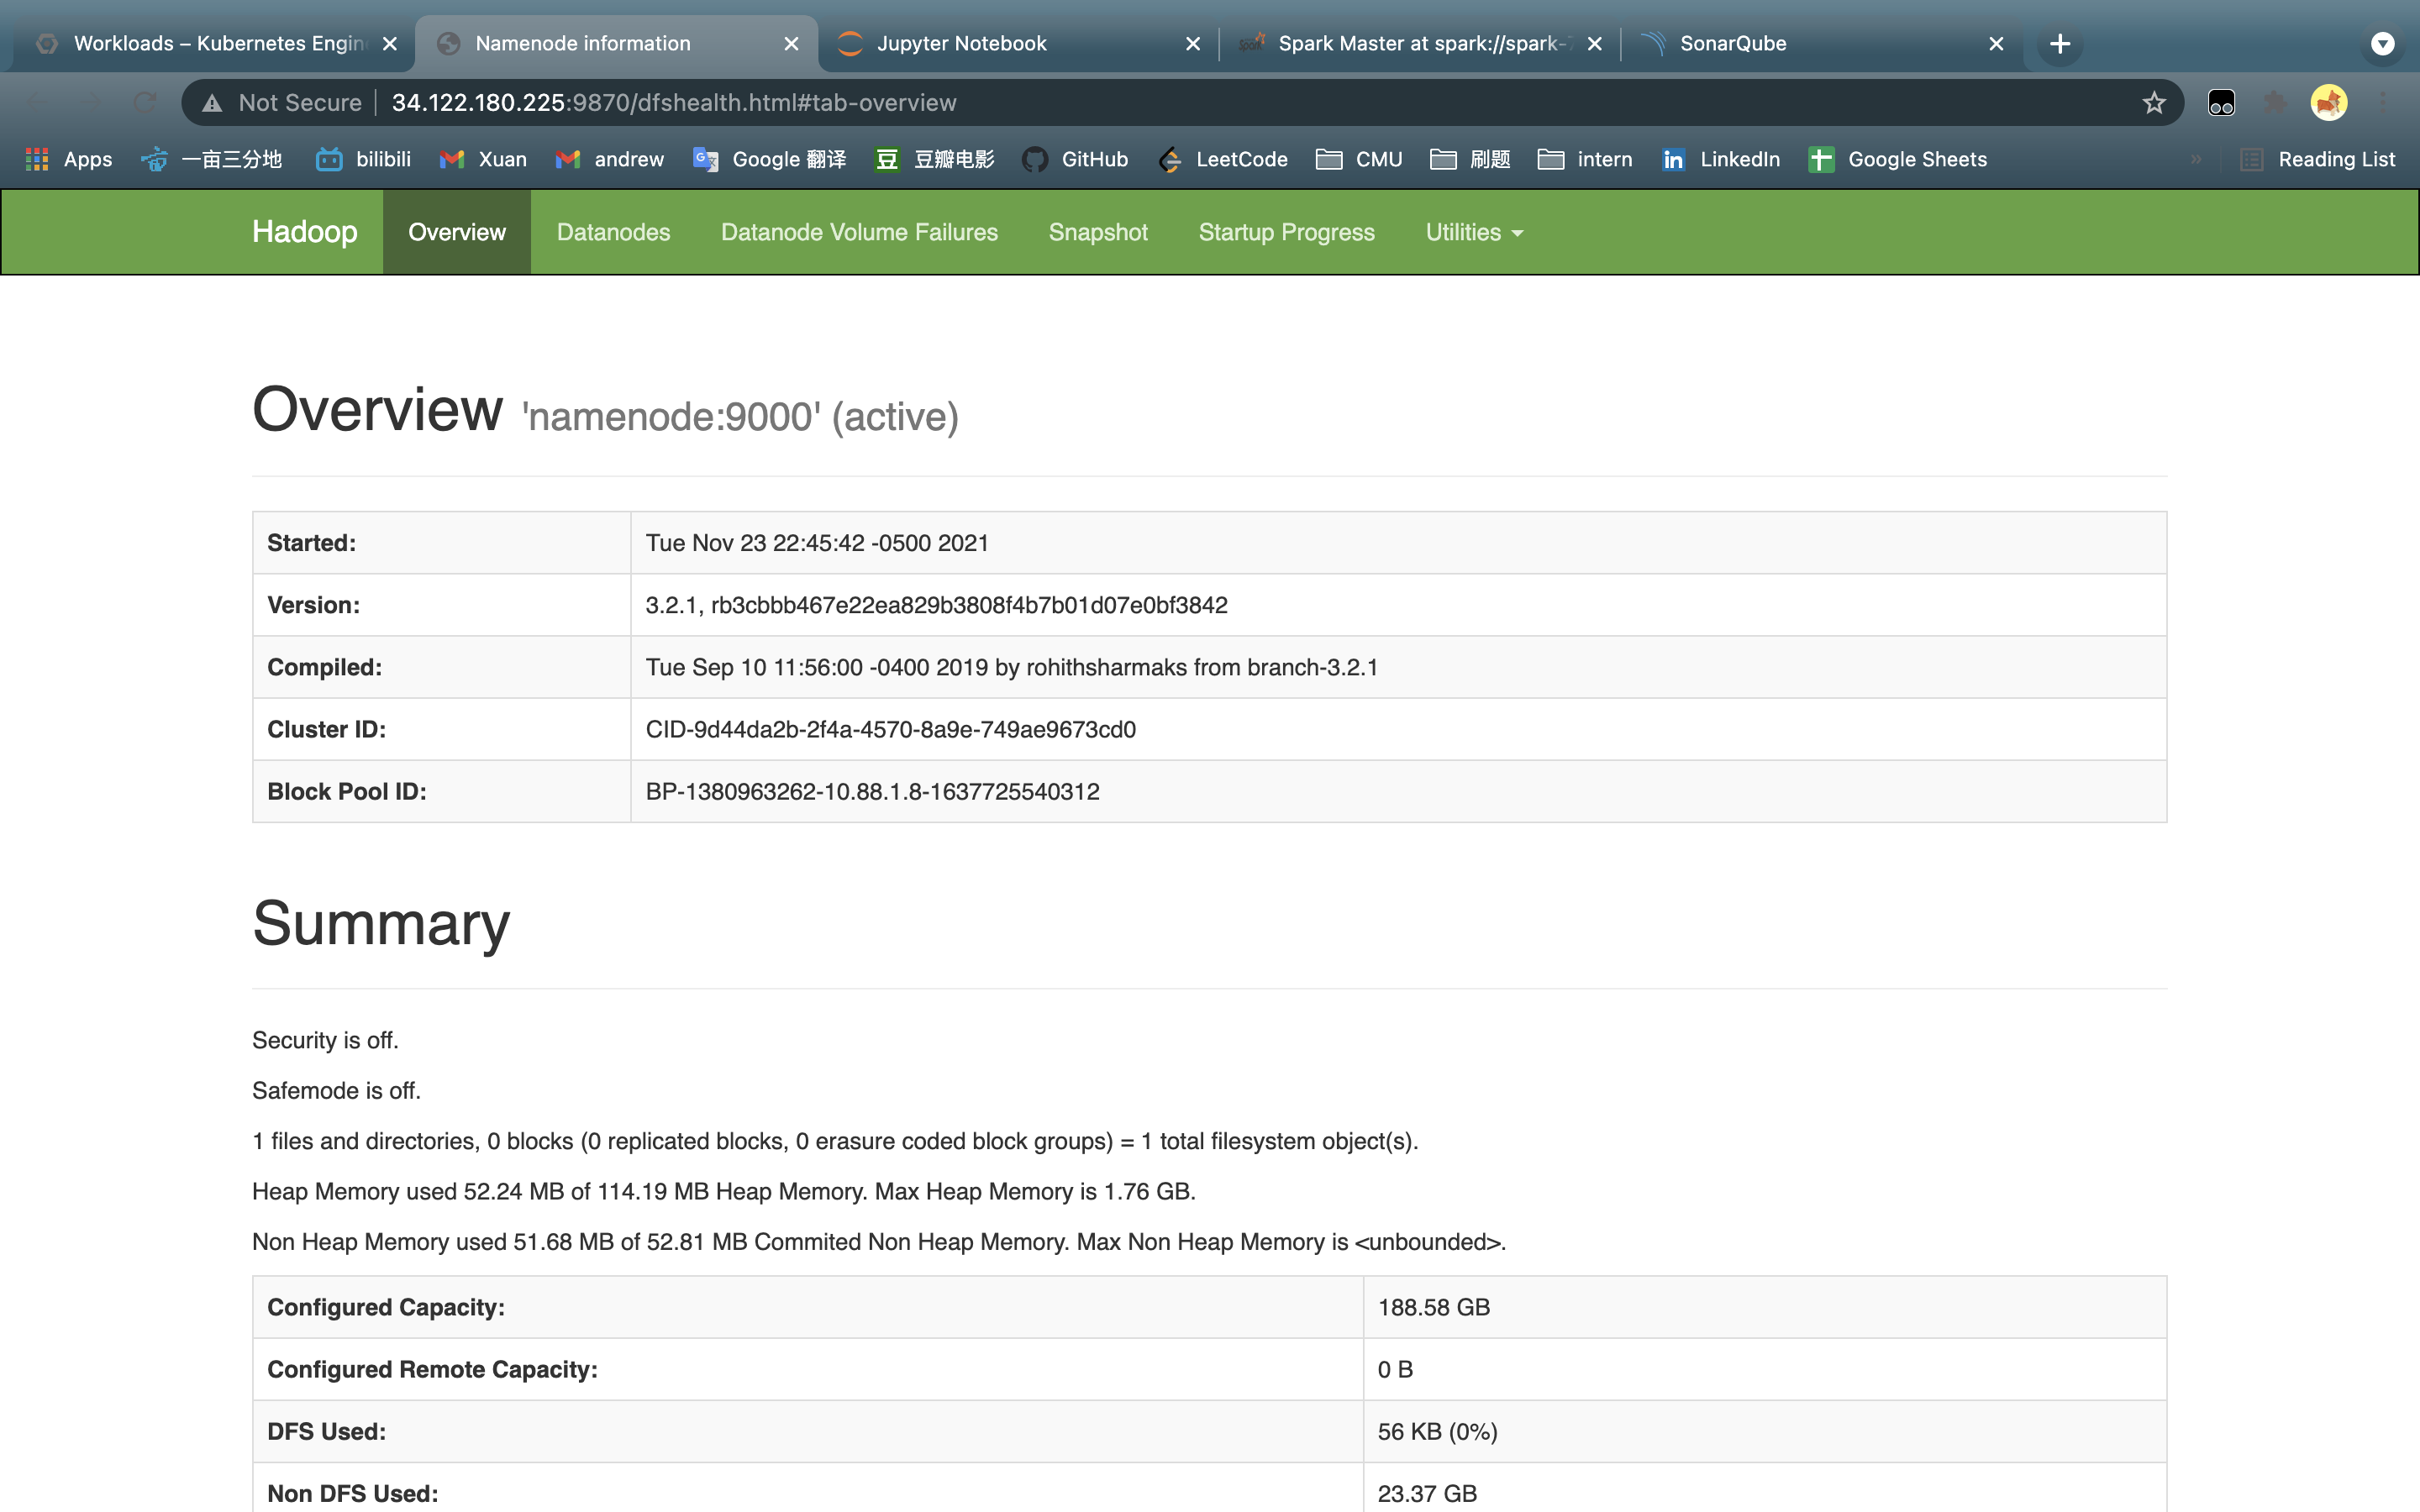 Workloads – Kubernetes Engin
Namenode information
Jupyter Notebook
Spark Master at spark://spark-
SonarQube
Not Secure 34.122.180.225:9870/dfshealth.html#tab-overview
Apps 一亩三分地 bilibili Xuan andrew Google 翻译 豆瓣电影 GitHub LeetCode CMU 刷题 intern LinkedIn Google Sheets » Reading List
Hadoop Overview Datanodes Datanode Volume Failures Snapshot Startup Progress Utilities
Overview 'namenode:9000' (active)
Started: Tue Nov 23 22:45:42 -0500 2021
Version: 3.2.1, rb3cbbb467e22ea829b3808f4b7b01d07e0bf3842
Compiled: Tue Sep 10 11:56:00 -0400 2019 by rohithsharmaks from branch-3.2.1
Cluster ID: CID-9d44da2b-2f4a-4570-8a9e-749ae9673cd0
Block Pool ID: BP-1380963262-10.88.1.8-1637725540312
Summary
Security is off.
Safemode is off.
1 files and directories, 0 blocks (0 replicated blocks, 0 erasure coded block groups) = 1 total filesystem object(s).
Heap Memory used 52.24 MB of 114.19 MB Heap Memory. Max Heap Memory is 1.76 GB.
Non Heap Memory used 51.68 MB of 52.81 MB Commited Non Heap Memory. Max Non Heap Memory is <unbounded>.
Configured Capacity: 188.58 GB
Configured Remote Capacity: 0 B
DFS Used: 56 KB (0%)
Non DFS Used: 23.37 GB